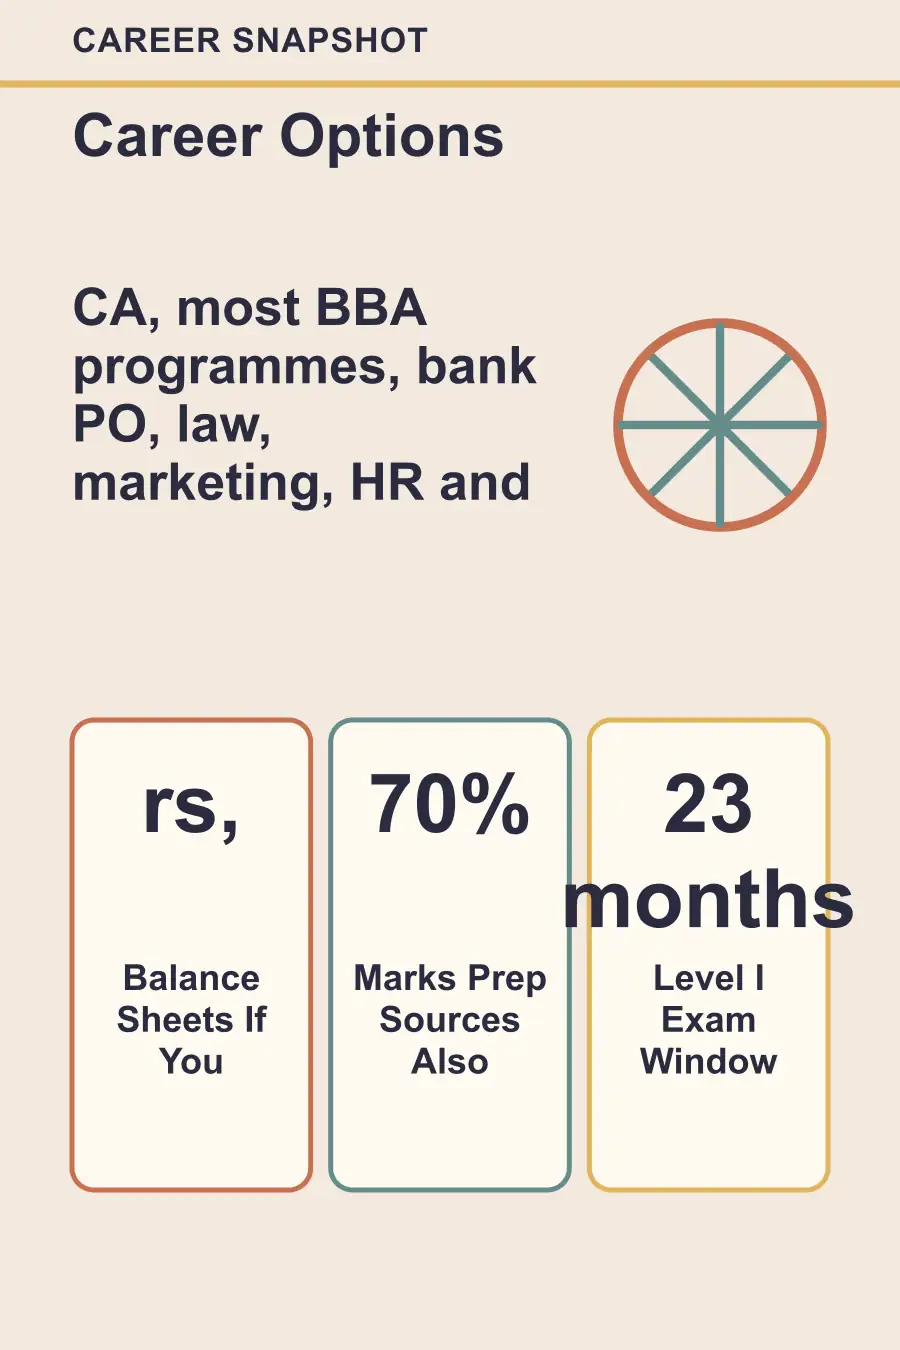 CAREER SNAPSHOT
Career Options
CA, most BBA
programmes, bank
PO, law,
marketing, HR and
rs,
Balance
Sheets If
You
70%
Marks Prep
Sources
Also
23
months
Level I
Exam
Window